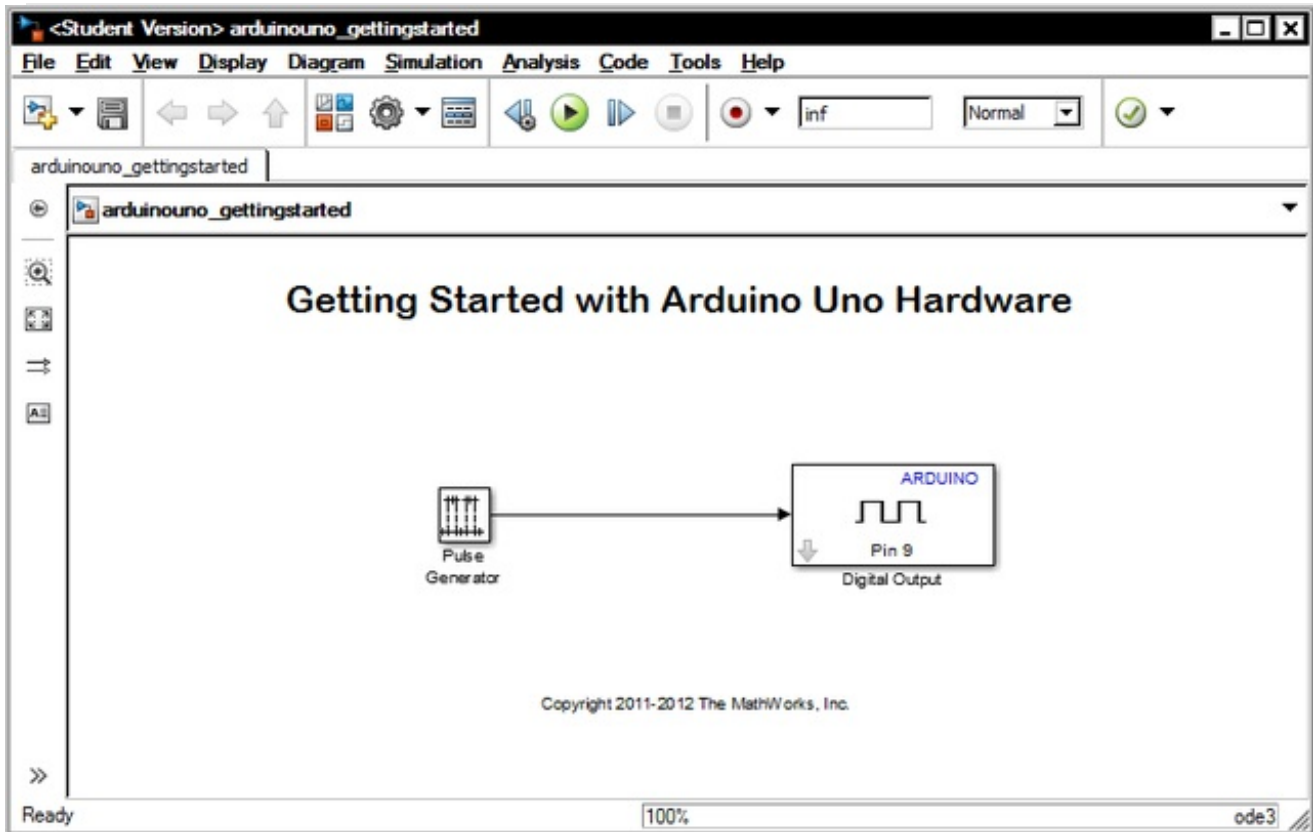 <Student Version> arduinouno_gettingstarted
File Edit View Display Diagram Simulation Analysis Code Tools Help
inf Normal
arduinouno_gettingstarted
arduinouno_gettingstarted
Getting Started with Arduino Uno Hardware
ARDUINO
Pin 9
Pulse
Generator
Digital Output
Copyright 2011-2012 The MathWorks, Inc.
Ready 100% ode3